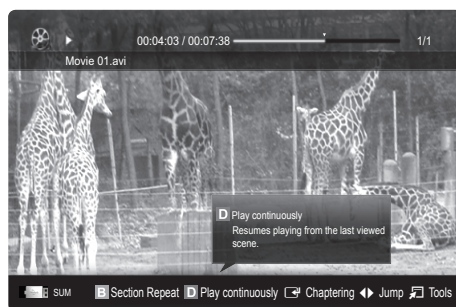 00:04:03 / 00:07:38 1/1
Movie 01.avi
D Play continuously
Resumes playing from the last viewed
scene.
SUM B Section Repeat D Play continuously Chaptering Jump Tools